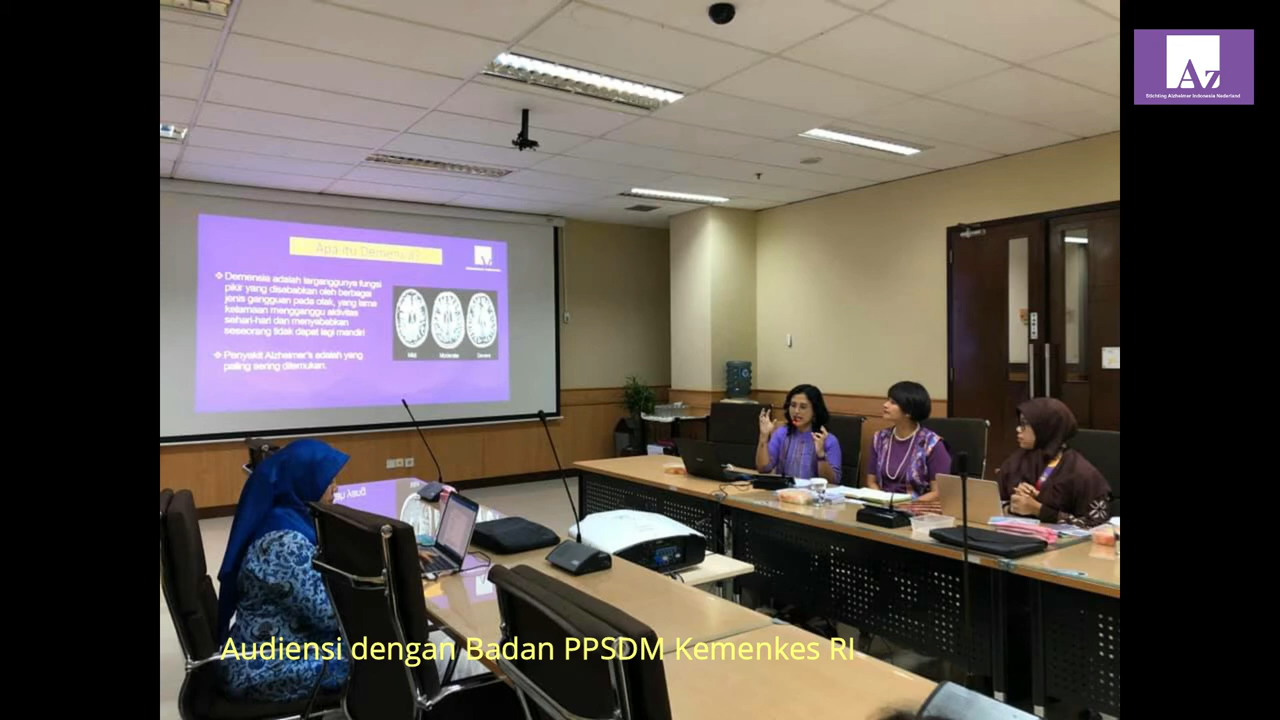 Az
Stichting Alzheimer Indonesia Nederland
Apa itu Demensia?
❖ Demensia adalah terganggunya fungsi
pikir yang disebabkan oleh berbagai
jenis gangguan pada otak, yang lama
kelamaan mengganggu aktivitas
sehari-hari dan menyebabkan
seseorang tidak dapat lagi mandiri
❖ Penyakit Alzheimer's adalah yang
paling sering ditemukan.
Mild Moderate Severe
Audiensi dengan Badan PPSDM Kemenkes RI